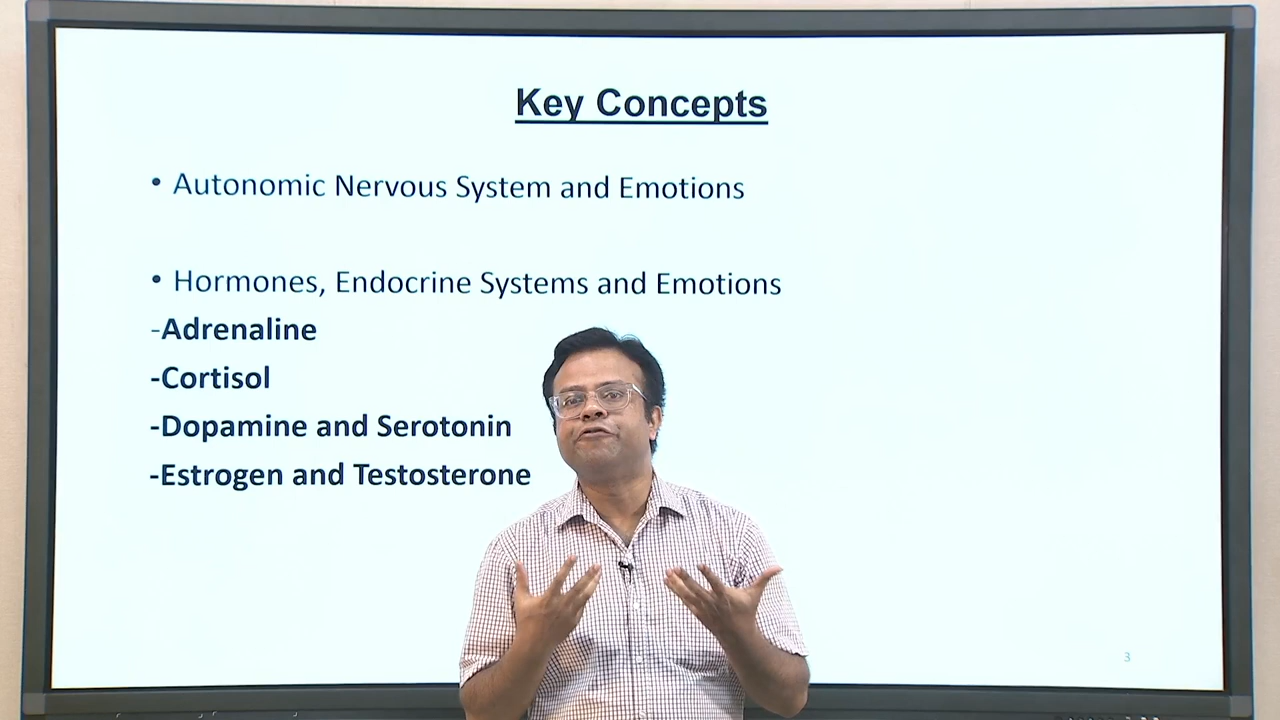 Key Concepts
• Autonomic Nervous System and Emotions
• Hormones, Endocrine Systems and Emotions
-Adrenaline
-Cortisol
-Dopamine and Serotonin
-Estrogen and Testosterone
3